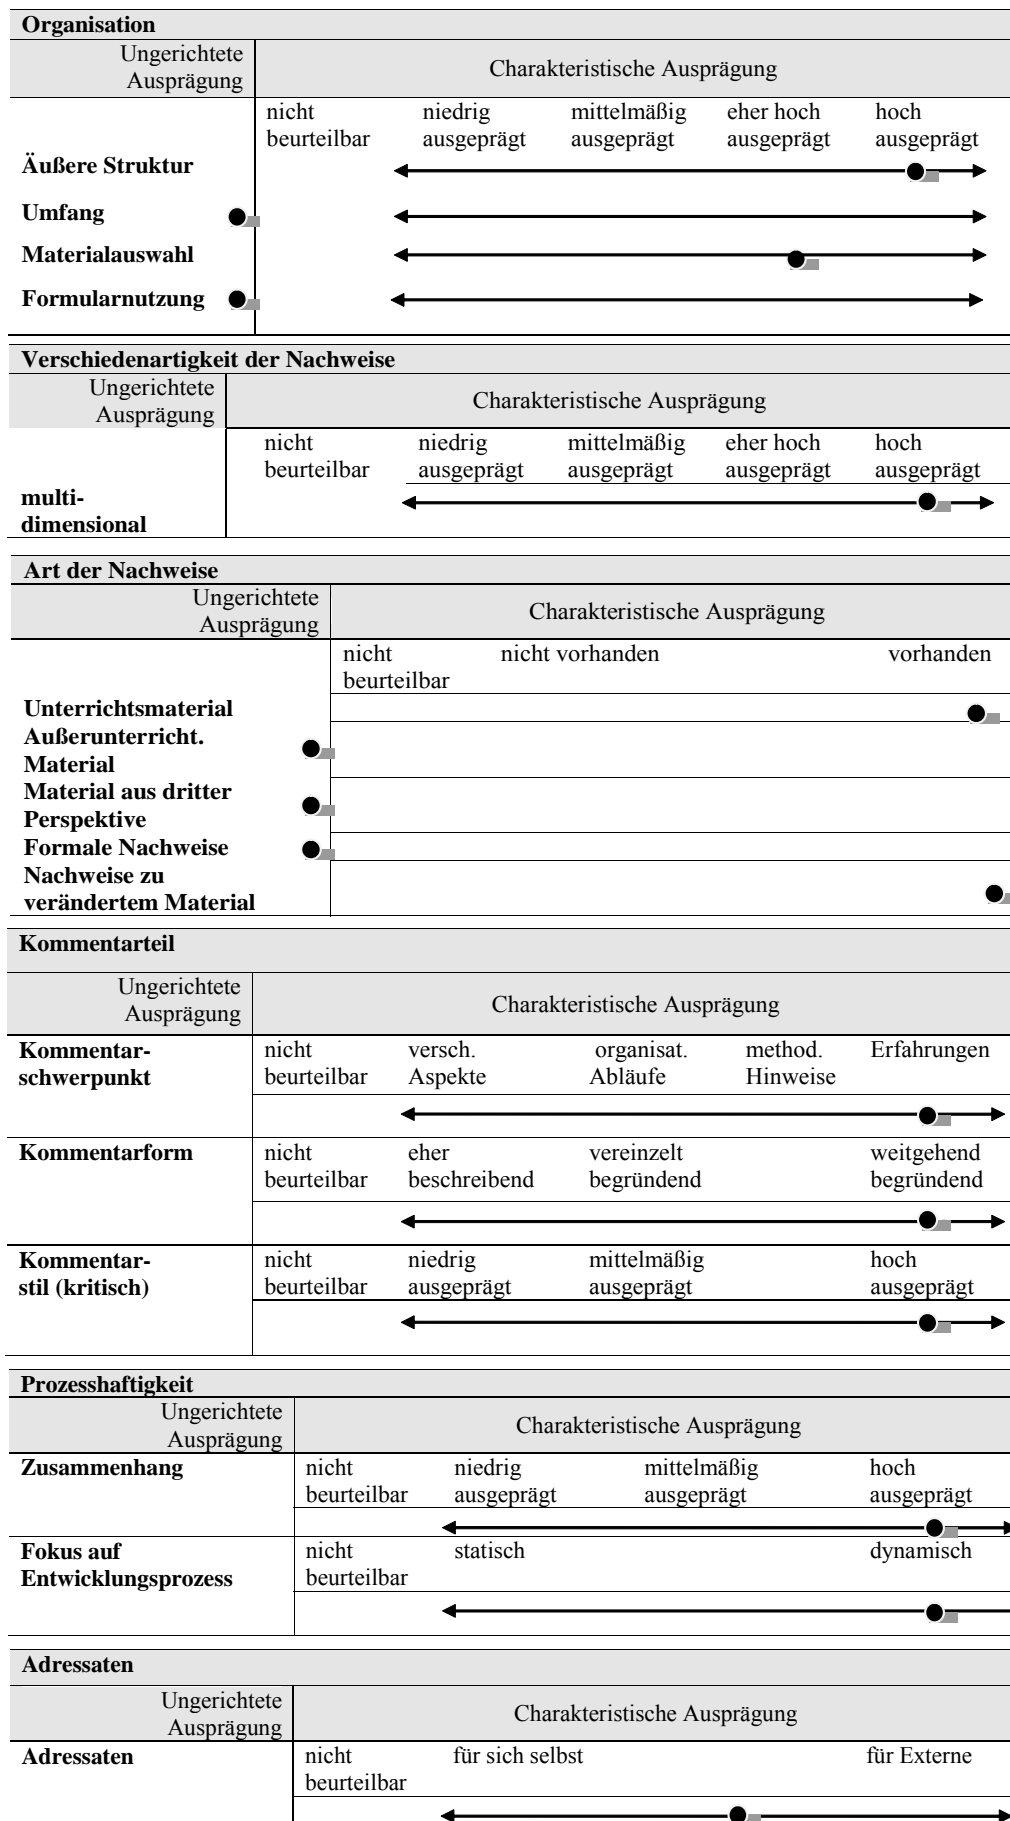 Organisation
Ungerichtete
Ausprägung
Charakteristische Ausprägung
nicht niedrig mittelmäßig eher hoch hoch
beurteilbar ausgeprägt ausgeprägt ausgeprägt ausgeprägt
Äußere Struktur
Umfang
Materialauswahl
Formularnutzung
Verschiedenartigkeit der Nachweise
Ungerichtete
Ausprägung
Charakteristische Ausprägung
nicht niedrig mittelmäßig eher hoch hoch
beurteilbar ausgeprägt ausgeprägt ausgeprägt ausgeprägt
multi-
dimensional
Art der Nachweise
Ungerichtete
Ausprägung
Charakteristische Ausprägung
nicht nicht vorhanden vorhanden
beurteilbar
Unterrichtsmaterial
Außerunterricht.
Material
Material aus dritter
Perspektive
Formale Nachweise
Nachweise zu
verändertem Material
Kommentarteil
Ungerichtete
Ausprägung
Charakteristische Ausprägung
Kommentar- nicht versch. organisat. method. Erfahrungen
schwerpunkt beurteilbar Aspekte Abläufe Hinweise
Kommentarform nicht eher vereinzelt weitgehend
beurteilbar beschreibend begründend begründend
Kommentar- nicht niedrig mittelmäßig hoch
stil (kritisch) beurteilbar ausgeprägt ausgeprägt ausgeprägt
Prozesshaftigkeit
Ungerichtete
Ausprägung
Charakteristische Ausprägung
Zusammenhang nicht niedrig mittelmäßig hoch
beurteilbar ausgeprägt ausgeprägt ausgeprägt
Fokus auf nicht statisch dynamisch
Entwicklungsprozess beurteilbar
Adressaten
Ungerichtete
Ausprägung
Charakteristische Ausprägung
Adressaten nicht für sich selbst für Externe
beurteilbar